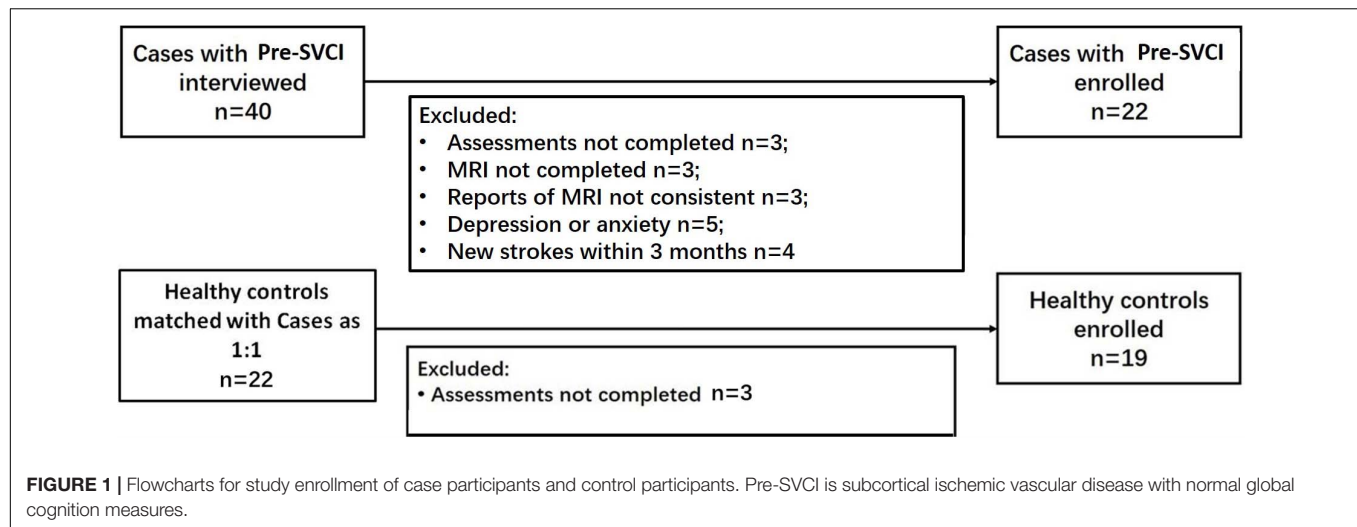 Cases with Pre-SVCI
interviewed
n=40
Cases with Pre-SVCI
enrolled
n=22
Excluded:
• Assessments not completed n=3;
• MRI not completed n=3;
• Reports of MRI not consistent n=3;
• Depression or anxiety n=5;
• New strokes within 3 months n=4
Healthy controls
matched with Cases as
1:1
n=22
Healthy controls
enrolled
n=19
Excluded:
• Assessments not completed n=3
FIGURE 1 | Flowcharts for study enrollment of case participants and control participants. Pre-SVCI is subcortical ischemic vascular disease with normal global
cognition measures.